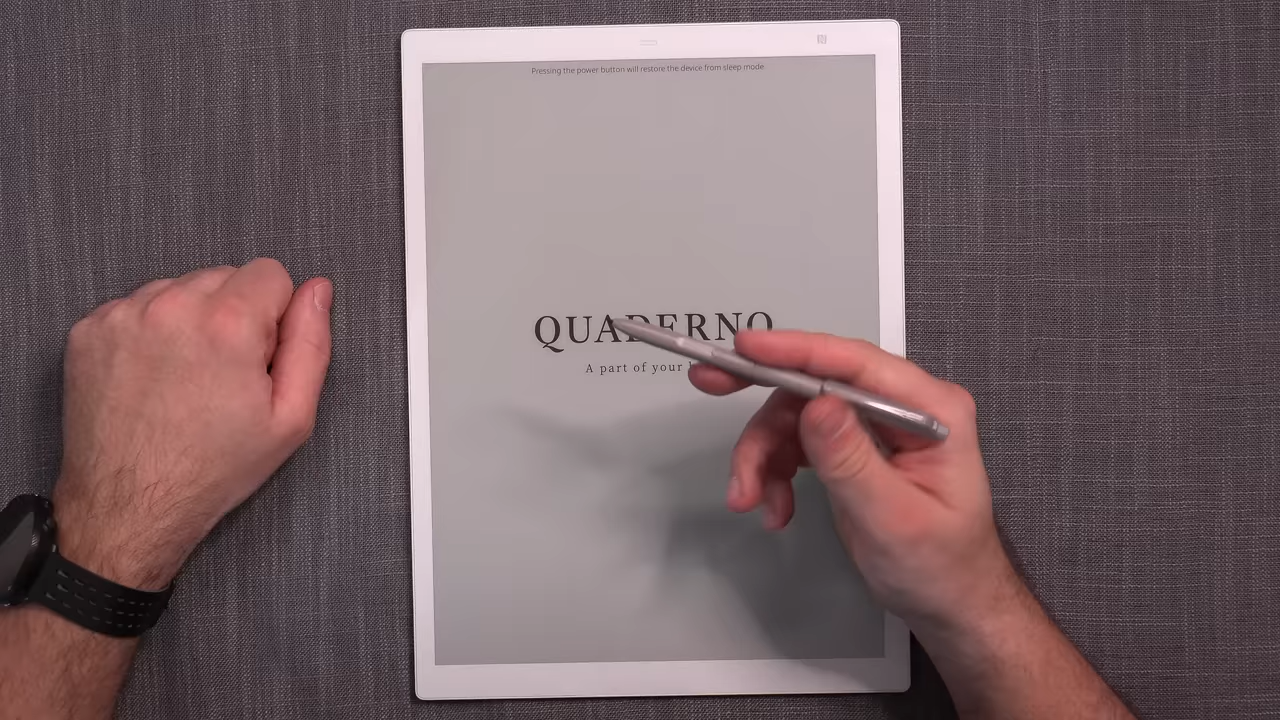 Pressing the power button will restore the device from sleep mode.
QUADERNO
A part of your